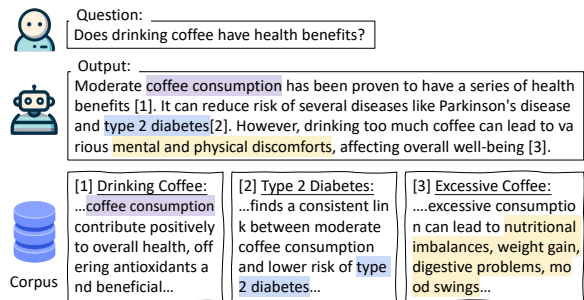 Question:
Does drinking coffee have health benefits?
Output:
Moderate coffee consumption has been proven to have a series of health
benefits [1]. It can reduce risk of several diseases like Parkinson's disease
and type 2 diabetes[2]. However, drinking too much coffee can lead to va
rious mental and physical discomforts, affecting overall well-being [3].
Corpus
[1] Drinking Coffee:
...coffee consumption
contribute positively
to overall health, off
ering antioxidants a
nd beneficial...
[2] Type 2 Diabetes:
...finds a consistent lin
k between moderate
coffee consumption
and lower risk of type
2 diabetes...
[3] Excessive Coffee:
....excessive consumptio
n can lead to nutritional
imbalances, weight gain,
digestive problems, mo
od swings...